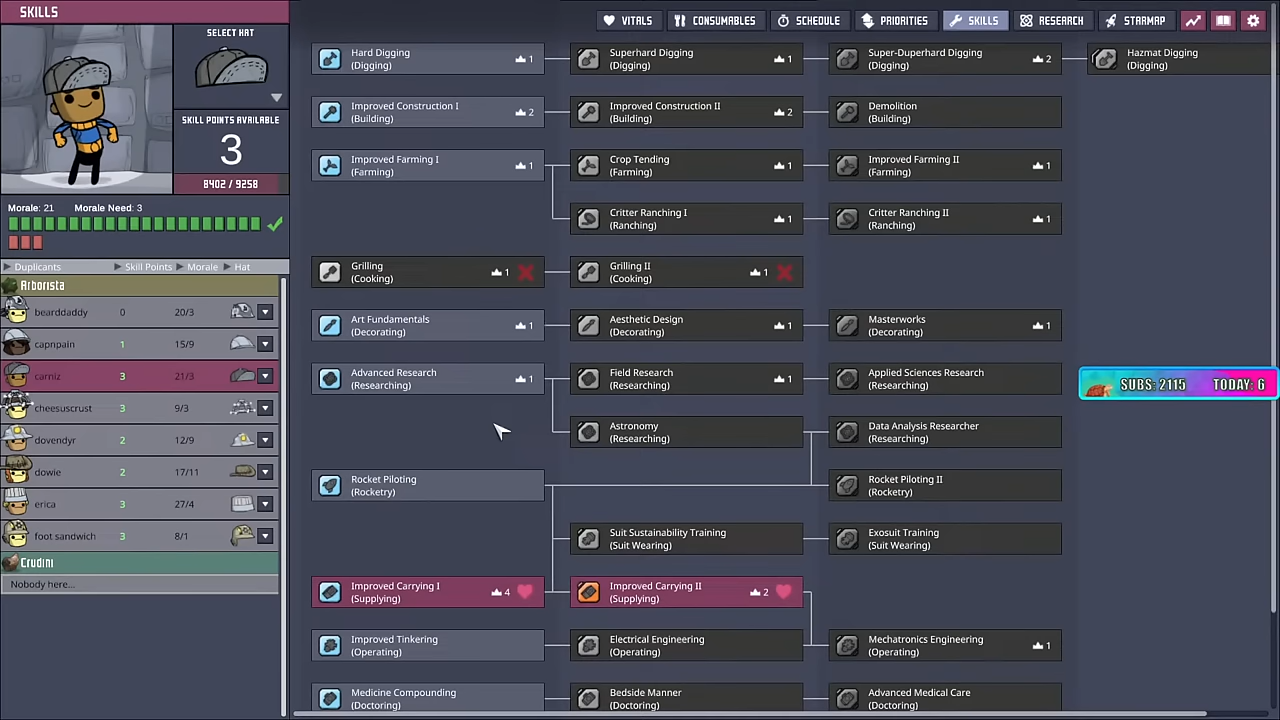 SKILLS
VITALS
CONSUMABLES
SCHEDULE
PRIORITIES
SKILLS
RESEARCH
STARMAP
SELECT HAT
SKILL POINTS AVAILABLE
3
8402 / 9258
Morale: 21 Morale Need: 3
Duplicants Skill Points Morale Hat
Arborista
bearddaddy 0 20/3
capnpain 1 15/9
carniz 3 21/3
cheesuscrust 3 9/3
dovendyr 2 12/9
dowie 2 17/11
erica 3 27/4
foot sandwich 3 8/1
Crudini
Nobody here...
Hard Digging
(Digging)
1
Superhard Digging
(Digging)
1
Super-Duperhard Digging
(Digging)
2
Hazmat Digging
(Digging)
Improved Construction I
(Building)
2
Improved Construction II
(Building)
2
Demolition
(Building)
Improved Farming I
(Farming)
1
Crop Tending
(Farming)
1
Improved Farming II
(Farming)
1
Critter Ranching I
(Ranching)
1
Critter Ranching II
(Ranching)
1
Grilling
(Cooking)
1
Grilling II
(Cooking)
1
Art Fundamentals
(Decorating)
1
Aesthetic Design
(Decorating)
1
Masterworks
(Decorating)
1
Advanced Research
(Researching)
1
Field Research
(Researching)
1
Applied Sciences Research
(Researching)
SUBS: 2115 TODAY: 6
Astronomy
(Researching)
Data Analysis Researcher
(Researching)
Rocket Piloting
(Rocketry)
Rocket Piloting II
(Rocketry)
Suit Sustainability Training
(Suit Wearing)
Exosuit Training
(Suit Wearing)
Improved Carrying I
(Supplying)
4
Improved Carrying II
(Supplying)
2
Improved Tinkering
(Operating)
Electrical Engineering
(Operating)
Mechatronics Engineering
(Operating)
1
Medicine Compounding
(Doctoring)
Bedside Manner
(Doctoring)
Advanced Medical Care
(Doctoring)